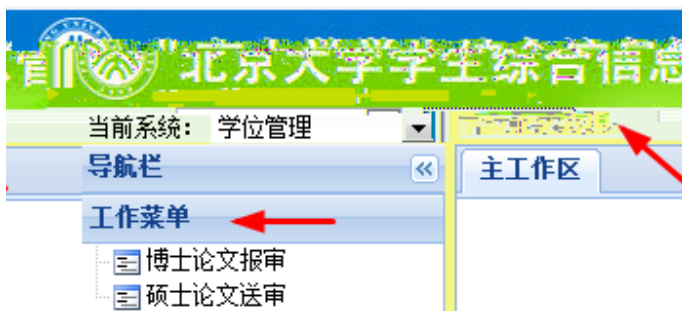 北京大学学生综合信息
当前系统： 学位管理
导航栏
主工作区
工作菜单
博士论文报审
硕士论文送审